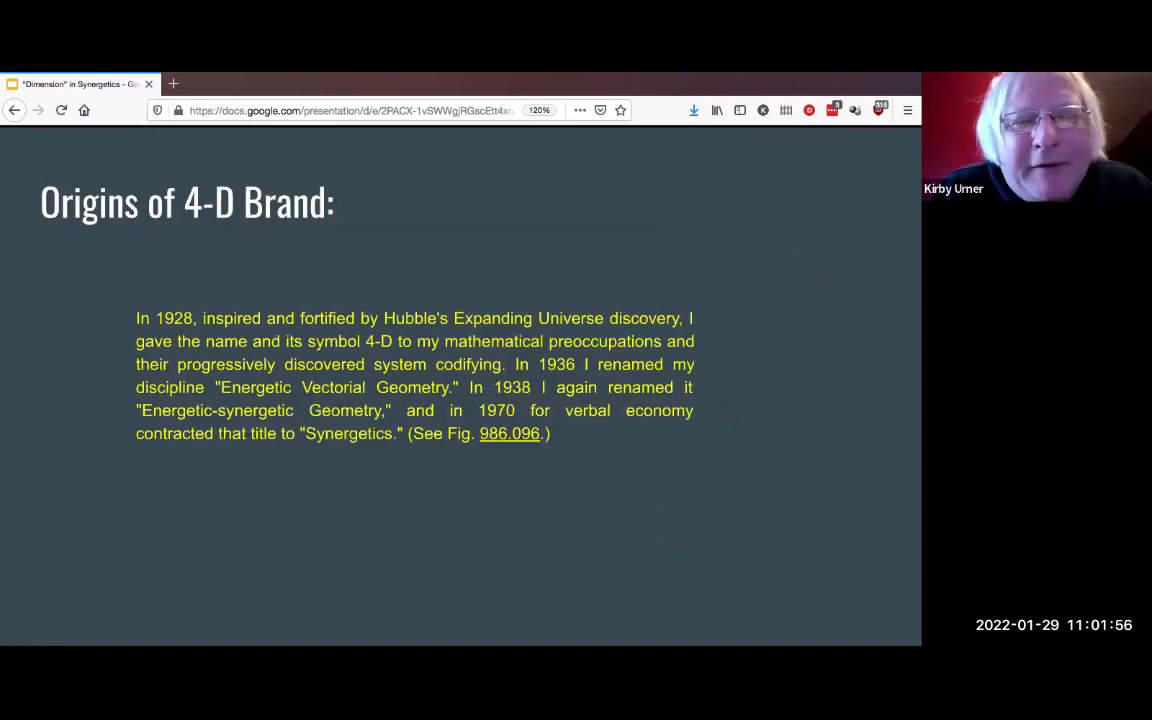 "Dimension" in Synergetics - Go
https://docs.google.com/presentation/d/e/2PACX-1vSWWgjRGscEtt4xr
120%
3
315
Origins of 4-D Brand:
Kirby Urner
In 1928, inspired and fortified by Hubble's Expanding Universe discovery, I
gave the name and its symbol 4-D to my mathematical preoccupations and
their progressively discovered system codifying. In 1936 I renamed my
discipline "Energetic Vectorial Geometry." In 1938 I again renamed it
"Energetic-synergetic Geometry," and in 1970 for verbal economy
contracted that title to "Synergetics." (See Fig. 986.096.)
2022-01-29 11:01:56